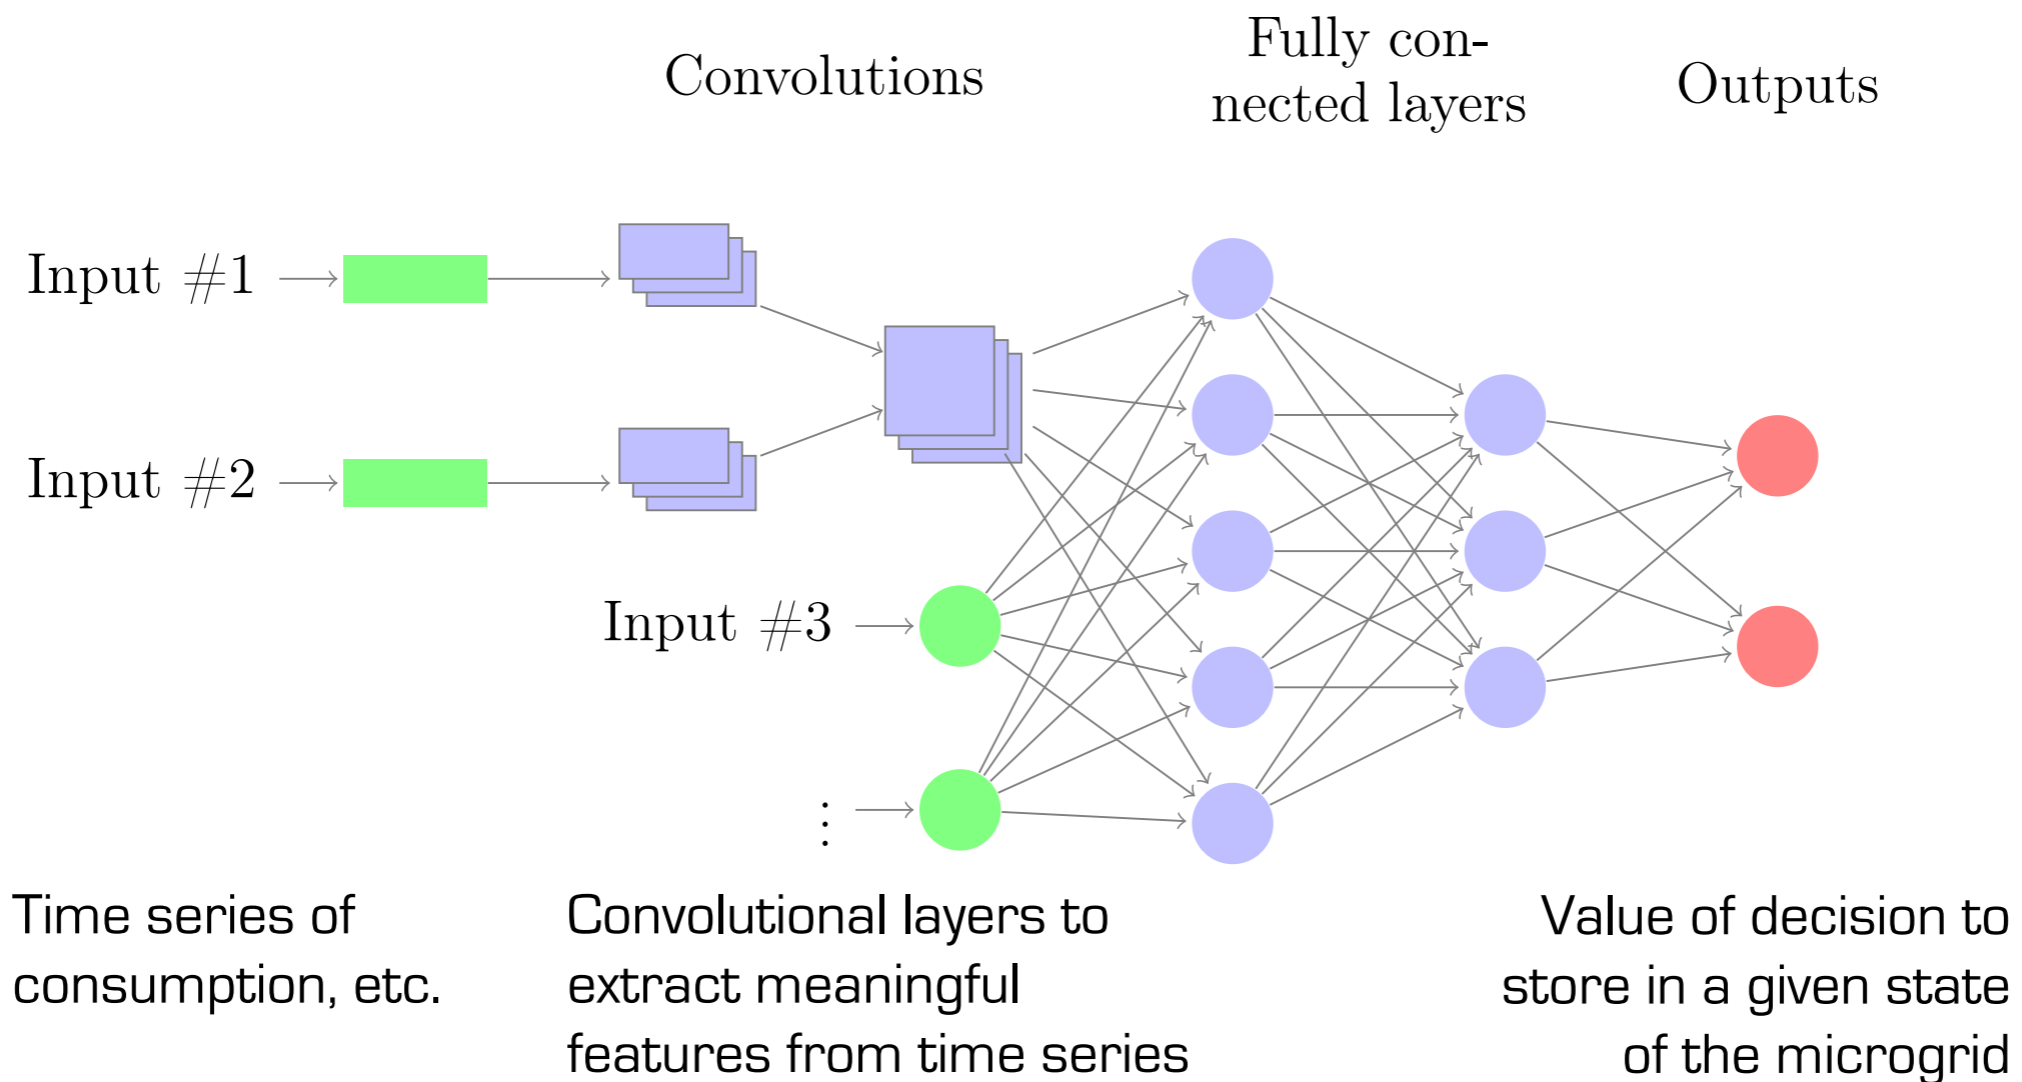 Convolutions
Fully con-
nected layers
Outputs
Input #1
Input #2
Input #3
⋮
Time series of
consumption, etc.
Convolutional layers to
extract meaningful
features from time series
Value of decision to
store in a given state
of the microgrid